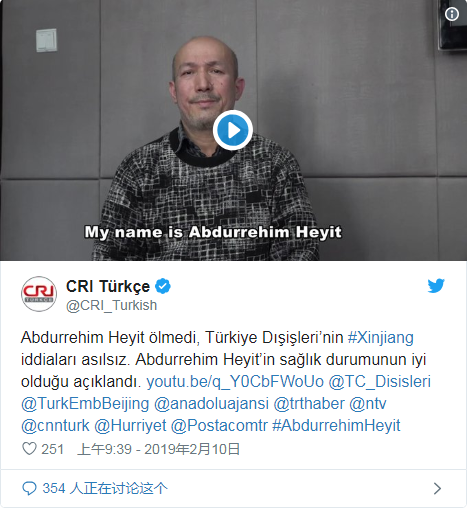 My name is Abdurrehim Heyit
CRI
TÜRKÇE
CRI Türkçe
@CRI_Turkish
Abdurrehim Heyit ölmedi, Türkiye Dışişleri’nin #Xinjiang
iddiaları asılsız. Abdurrehim Heyit’in sağlık durumunun iyi
olduğu açıklandı. youtu.be/q_Y0CbFWoUo @TC_Disisleri
@TurkEmbBeijing @anadoluajansi @trthaber @ntv
@cnnturk @Hurriyet @Postacomtr #AbdurrehimHeyit
251 上午9:39 - 2019年2月10日
354 人正在讨论这个